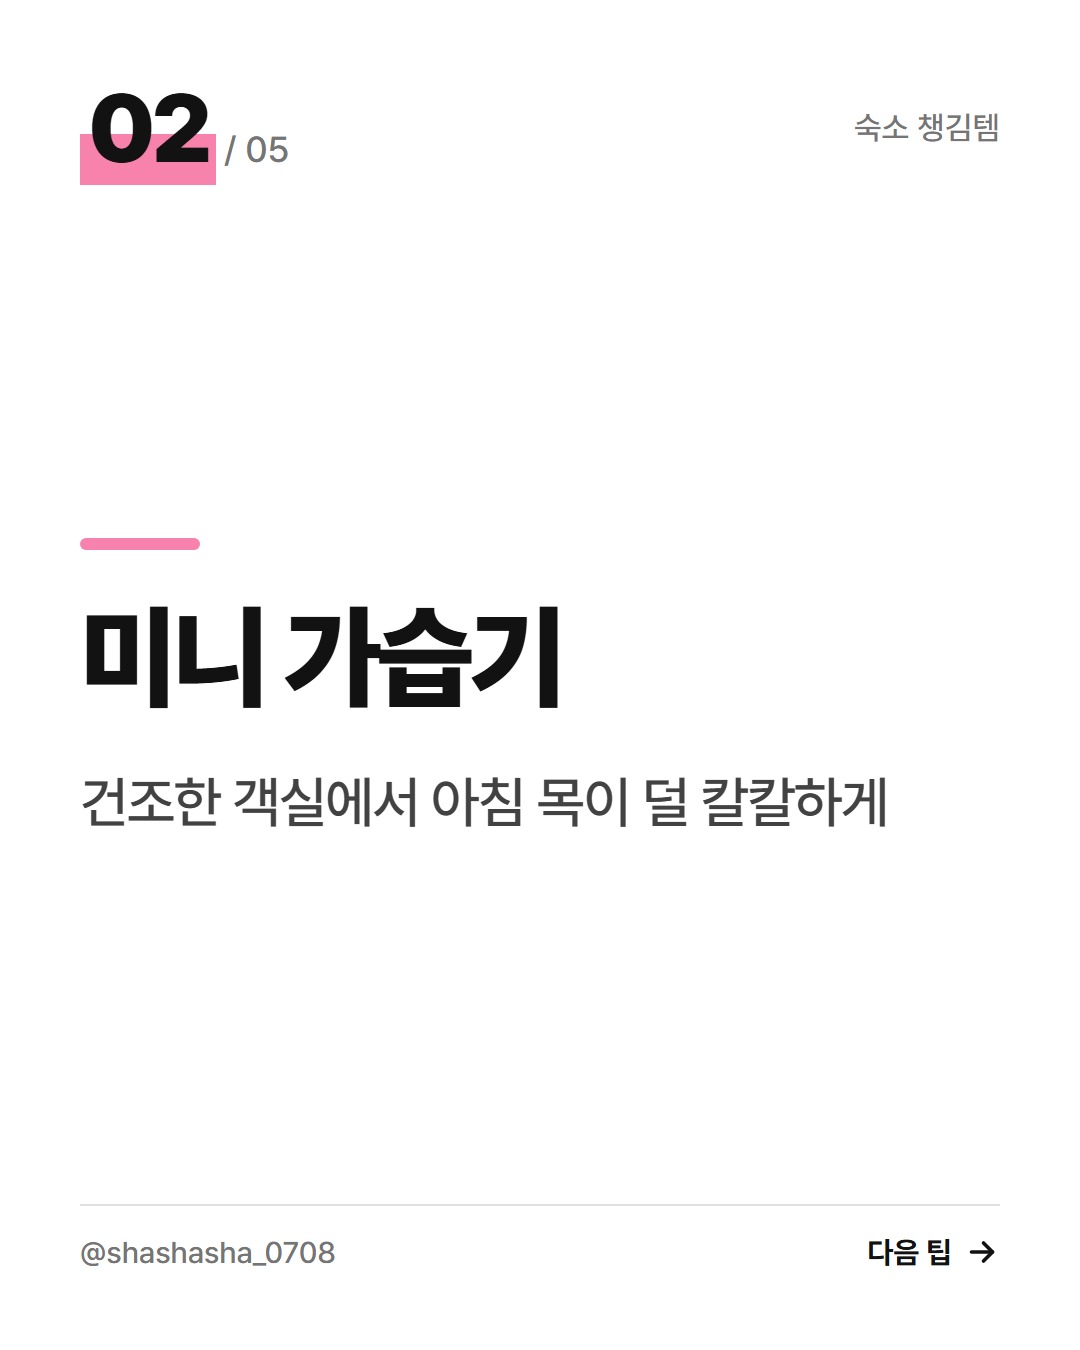 02 / 05
숙소 챙김템
미니 가습기
건조한 객실에서 아침 목이 덜 칼칼하게
@shashasha_0708
다음 팁 →